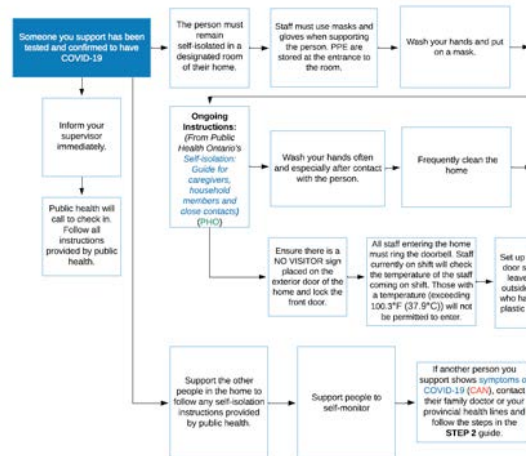 Someone you support has been
tested and confirmed to have
COVID-19
The person must
remain
self-isolated in a
designated room
of their home.
Staff must use masks and
gloves when supporting
the person. PPE are
stored at the entrance to
the room.
Wash your hands and put
on a mask.
Inform your
supervisor
immediately.
Public health will
call to check in.
Follow all
instructions
provided by public
health.
Ongoing
Instructions:
(From Public
Health Ontario's
Self-isolation:
Guide for
caregivers,
household
members and
close contacts)
(PHO)
Wash your hands often
and especially after contact
with the person.
Frequently clean the
home
Ensure there is a
NO VISITOR sign
placed on the
exterior door of the
home and lock the
front door.
All staff entering the home
must ring the doorbell. Staff
currently on shift will check
the temperature of the staff
coming on shift. Those with
a temperature (exceeding
100.3°F (37.9°C)) will not
be permitted to enter.
Set up
door s
leave
outside
who ha
plastic
Support the other
people in the home to
follow any self-isolation
instructions provided
by public health.
Support people to
self-monitor
If another person you
support shows symptoms o
COVID-19 (CAN), contact
their family doctor or your
provincial health lines and
follow the steps in the
STEP 2 guide.